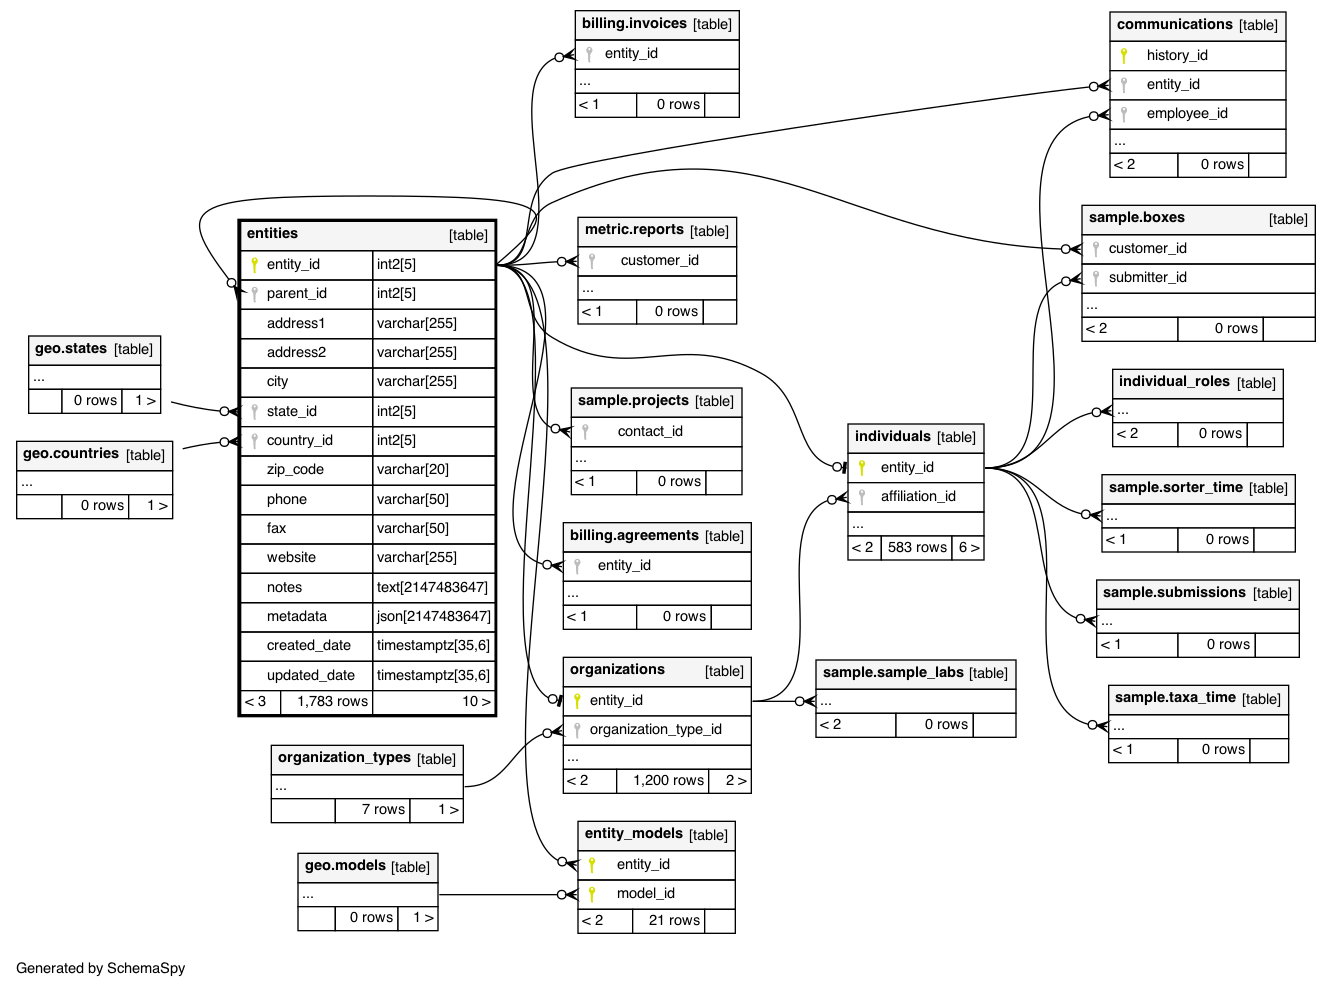 billing.invoices [table]
entity_id
...
< 1 0 rows
communications [table]
history_id
entity_id
employee_id
...
< 2 0 rows
sample.boxes [table]
customer_id
submitter_id
...
< 2 0 rows
metric.reports [table]
customer_id
...
< 1 0 rows
entities [table]
entity_id int2[5]
parent_id int2[5]
address1 varchar[255]
address2 varchar[255]
city varchar[255]
state_id int2[5]
country_id int2[5]
zip_code varchar[20]
phone varchar[50]
fax varchar[50]
website varchar[255]
notes text[2147483647]
metadata json[2147483647]
created_date timestamptz[35,6]
updated_date timestamptz[35,6]
< 3 1,783 rows 10 >
geo.states [table]
...
0 rows 1 >
geo.countries [table]
...
0 rows 1 >
sample.projects [table]
contact_id
...
< 1 0 rows
individuals [table]
entity_id
affiliation_id
...
< 2 583 rows 6 >
individual_roles [table]
...
< 2 0 rows
sample.sorter_time [table]
...
< 1 0 rows
billing.agreements [table]
entity_id
...
< 1 0 rows
sample.submissions [table]
...
< 1 0 rows
organizations [table]
entity_id
organization_type_id
...
< 2 1,200 rows 2 >
sample.sample_labs [table]
...
< 2 0 rows
sample.taxa_time [table]
...
< 1 0 rows
organization_types [table]
...
7 rows 1 >
entity_models [table]
entity_id
model_id
< 2 21 rows
geo.models [table]
...
0 rows 1 >
Generated by SchemaSpy